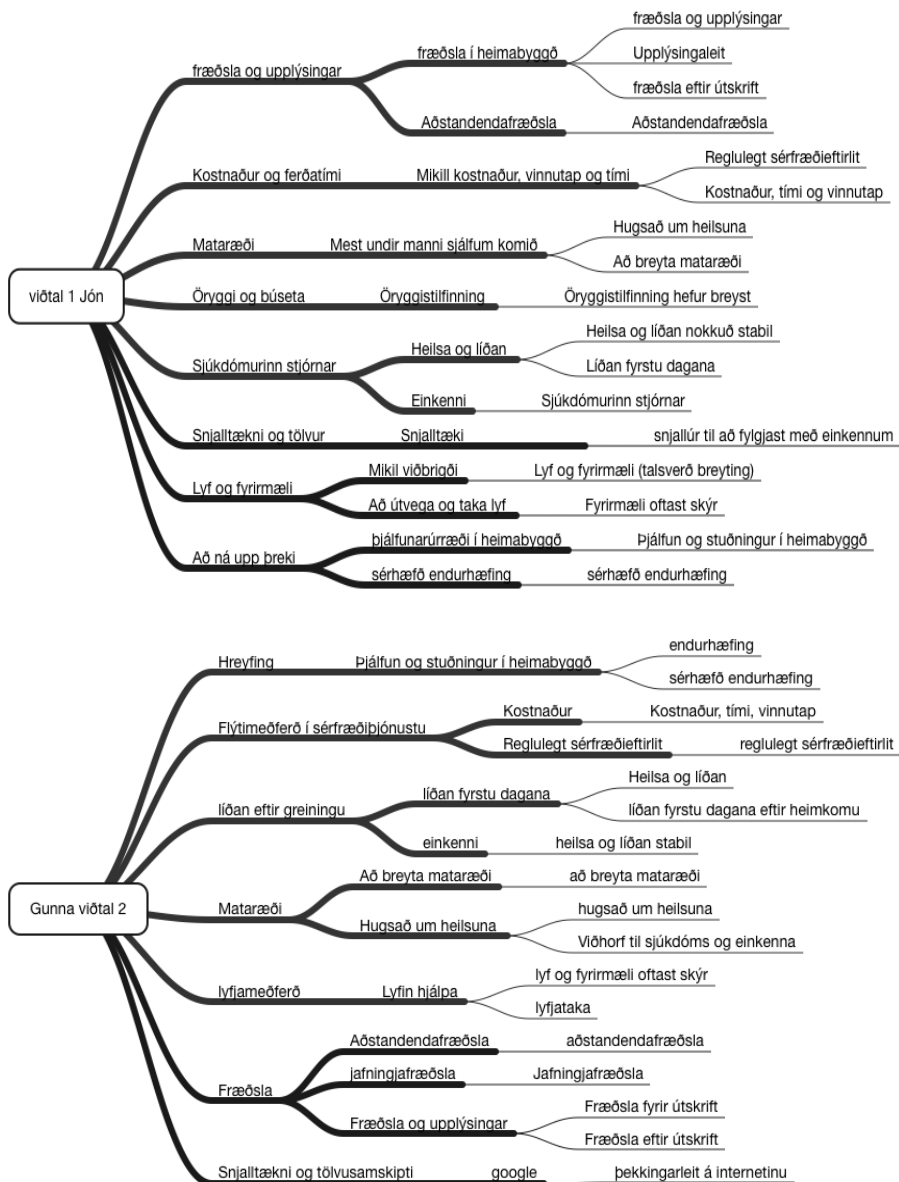 viðtal 1 Jón
fræðsla og upplýsingar
fræðsla í heimabyggð
fræðsla og upplýsingar
Upplýsingaleit
fræðsla eftir útskrift
Aðstandendafræðsla
Aðstandendafræðsla
Kostnaður og ferðatími
Mikill kostnaður, vinnutap og tími
Reglulegt sérfræðieftirlit
Kostnaður, tími og vinnutap
Mataræði
Mest undir manni sjálfum komið
Hugsað um heilsuna
Að breyta mataræði
Öryggi og búseta
Öryggistilfinning
Öryggistilfinning hefur breyst
Sjúkdómurinn stjórnar
Heilsa og líðan
Heilsa og líðan nokkuð stabil
Líðan fyrstu dagana
Einkenni
Sjúkdómurinn stjórnar
Snjalltækni og tölvur
Snjalltæki
snjallúr til að fylgjast með einkennum
Lyf og fyrirmæli
Mikil viðbrigði
Lyf og fyrirmæli (talsverð breyting)
Að útvega og taka lyf
Fyrirmæli oftast skýr
Að ná upp þreki
þjálfunarúrræði í heimabyggð
Þjálfun og stuðningur í heimabyggð
sérhæfð endurhæfing
sérhæfð endurhæfing
Gunna viðtal 2
Hreyfing
Þjálfun og stuðningur í heimabyggð
endurhæfing
sérhæfð endurhæfing
Flýtimeðferð í sérfræðiþjónustu
Kostnaður
Kostnaður, tími, vinnutap
Reglulegt sérfræðieftirlit
reglulegt sérfræðieftirlit
líðan eftir greiningu
líðan fyrstu dagana
Heilsa og líðan
líðan fyrstu dagana eftir heimkomu
einkenni
heilsa og líðan stabil
Mataræði
Að breyta mataræði
að breyta mataræði
Hugsað um heilsuna
hugsað um heilsuna
Viðhorf til sjúkdóms og einkenna
lyfjameðferð
Lyfin hjálpa
lyf og fyrirmæli oftast skýr
lyfjataka
Fræðsla
Aðstandendafræðsla
aðstandendafræðsla
jafningjafræðsla
Jafningjafræðsla
Fræðsla og upplýsingar
Fræðsla fyrir útskrift
Fræðsla eftir útskrift
Snjalltækni og tölvusamskipti
google
þekkingarleit á internetinu